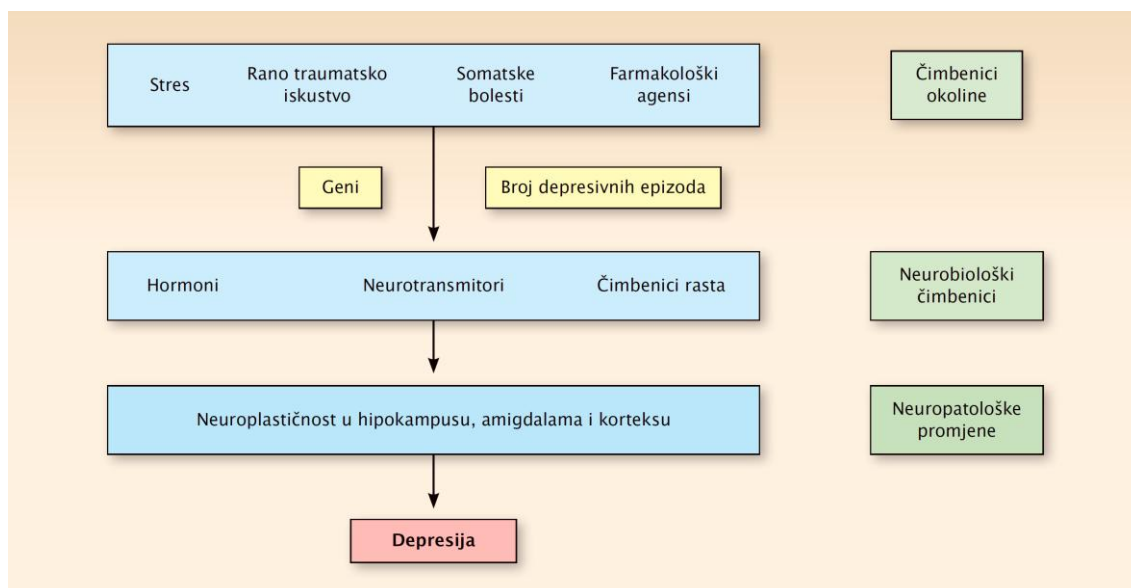 Stres
Rano traumatsko
iskustvo
Somatske
bolesti
Farmakološki
agensi
Čimbenici
okoline
Geni
Broj depresivnih epizoda
Hormoni
Neurotransmitori
Čimbenici rasta
Neurobiološki
čimbenici
Neuroplastičnost u hipokampusu, amigdalama i korteksu
Neuropatološke
promjene
Depresija